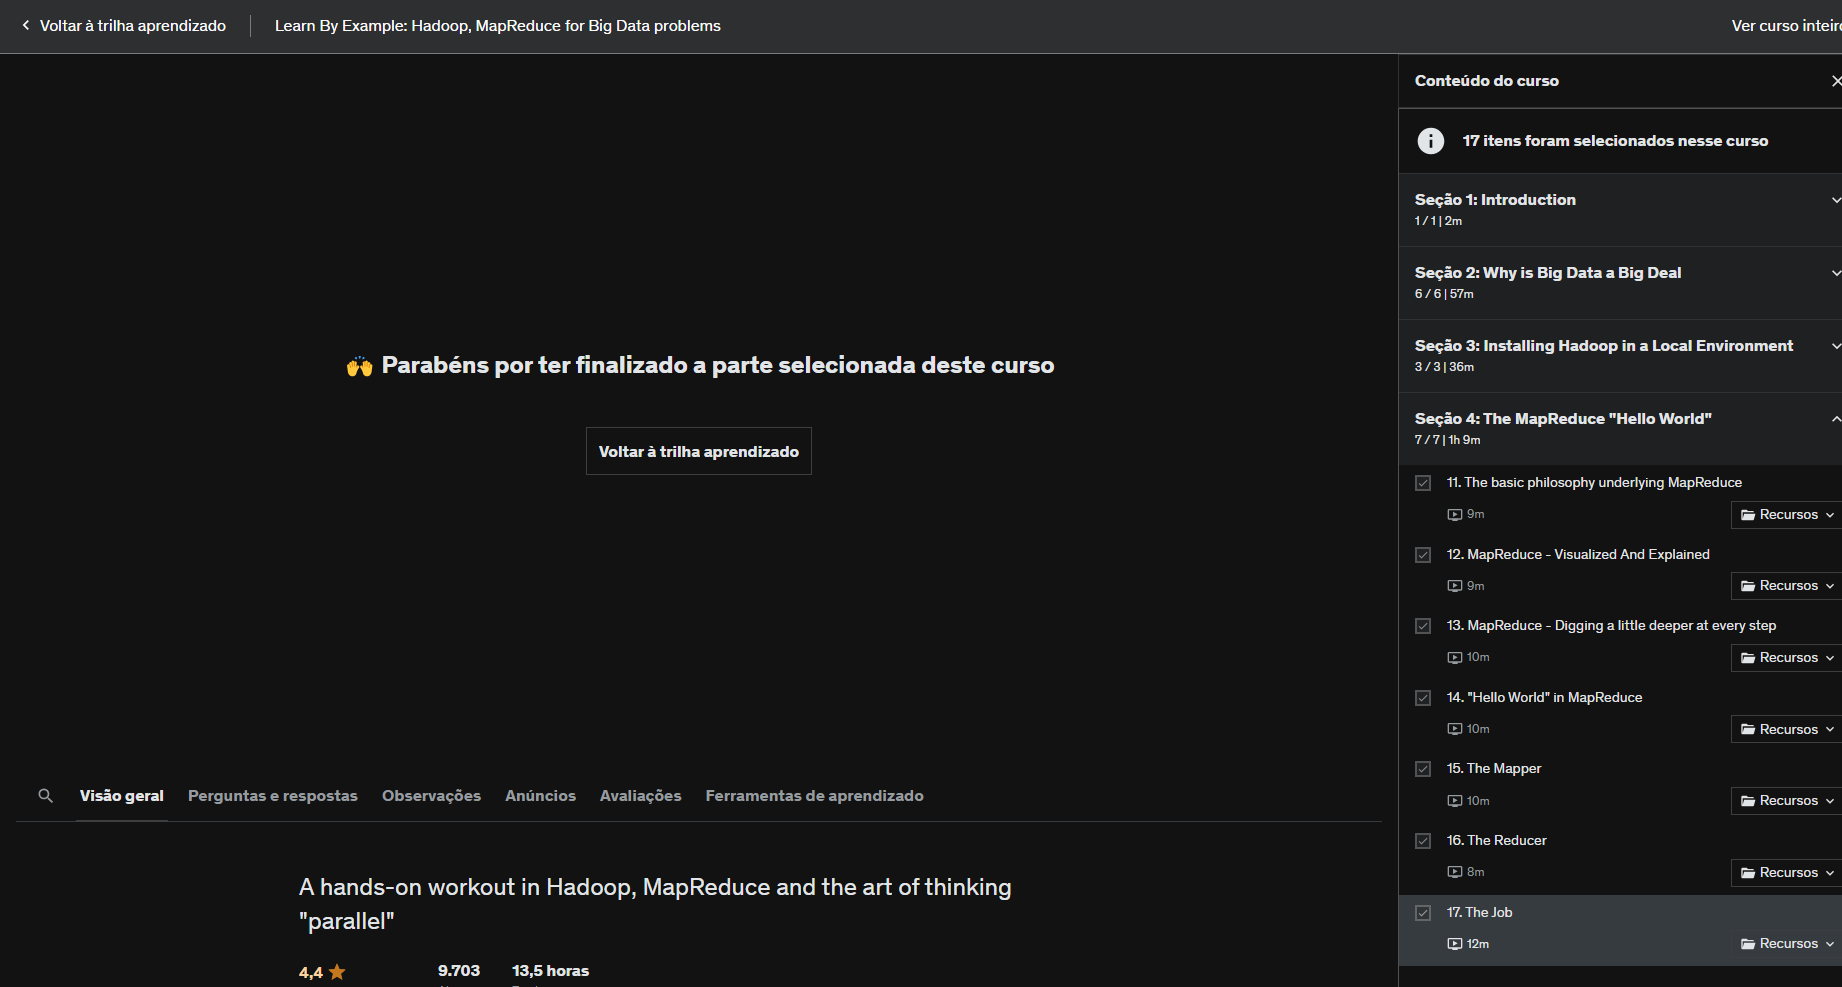 Voltar à trilha aprendizado
Learn By Example: Hadoop, MapReduce for Big Data problems
Ver curso inteiro
Parabéns por ter finalizado a parte selecionada deste curso
Voltar à trilha aprendizado
Visão geral
Perguntas e respostas
Observações
Anúncios
Avaliações
Ferramentas de aprendizado
A hands-on workout in Hadoop, MapReduce and the art of thinking
"parallel"
4,4
9.703
13,5 horas
Conteúdo do curso
17 itens foram selecionados nesse curso
Seção 1: Introduction
1 / 1 | 2m
Seção 2: Why is Big Data a Big Deal
6 / 6 | 57m
Seção 3: Installing Hadoop in a Local Environment
3 / 3 | 36m
Seção 4: The MapReduce "Hello World"
7 / 7 | 1h 9m
11. The basic philosophy underlying MapReduce
9m
Recursos
12. MapReduce - Visualized And Explained
9m
Recursos
13. MapReduce - Digging a little deeper at every step
10m
Recursos
14. "Hello World" in MapReduce
10m
Recursos
15. The Mapper
10m
Recursos
16. The Reducer
8m
Recursos
17. The Job
12m
Recursos